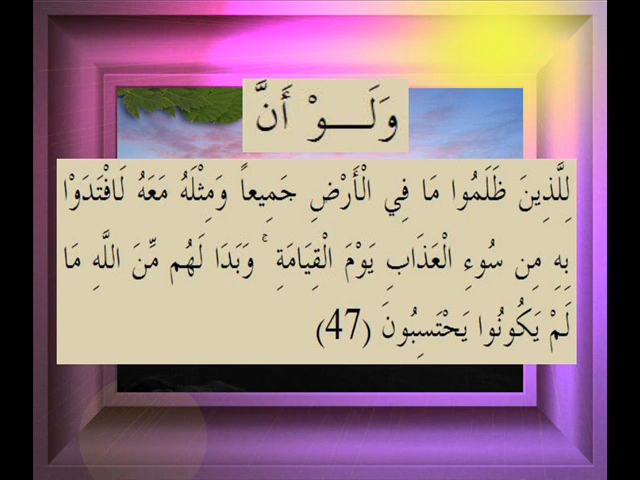 وَلَـــوْ أَنَّ
لِلَّذِينَ ظَلَمُوا مَا فِي الْأَرْضِ جَمِيعاً وَمِثْلَهُ مَعَهُ لَافْتَدَوْا
بِهِ مِن سُوءِ الْعَذَابِ يَوْمَ الْقِيَامَةِ ۚ وَبَدَا لَهُم مِّنَ اللَّهِ مَا
لَمْ يَكُونُوا يَحْتَسِبُونَ (47)